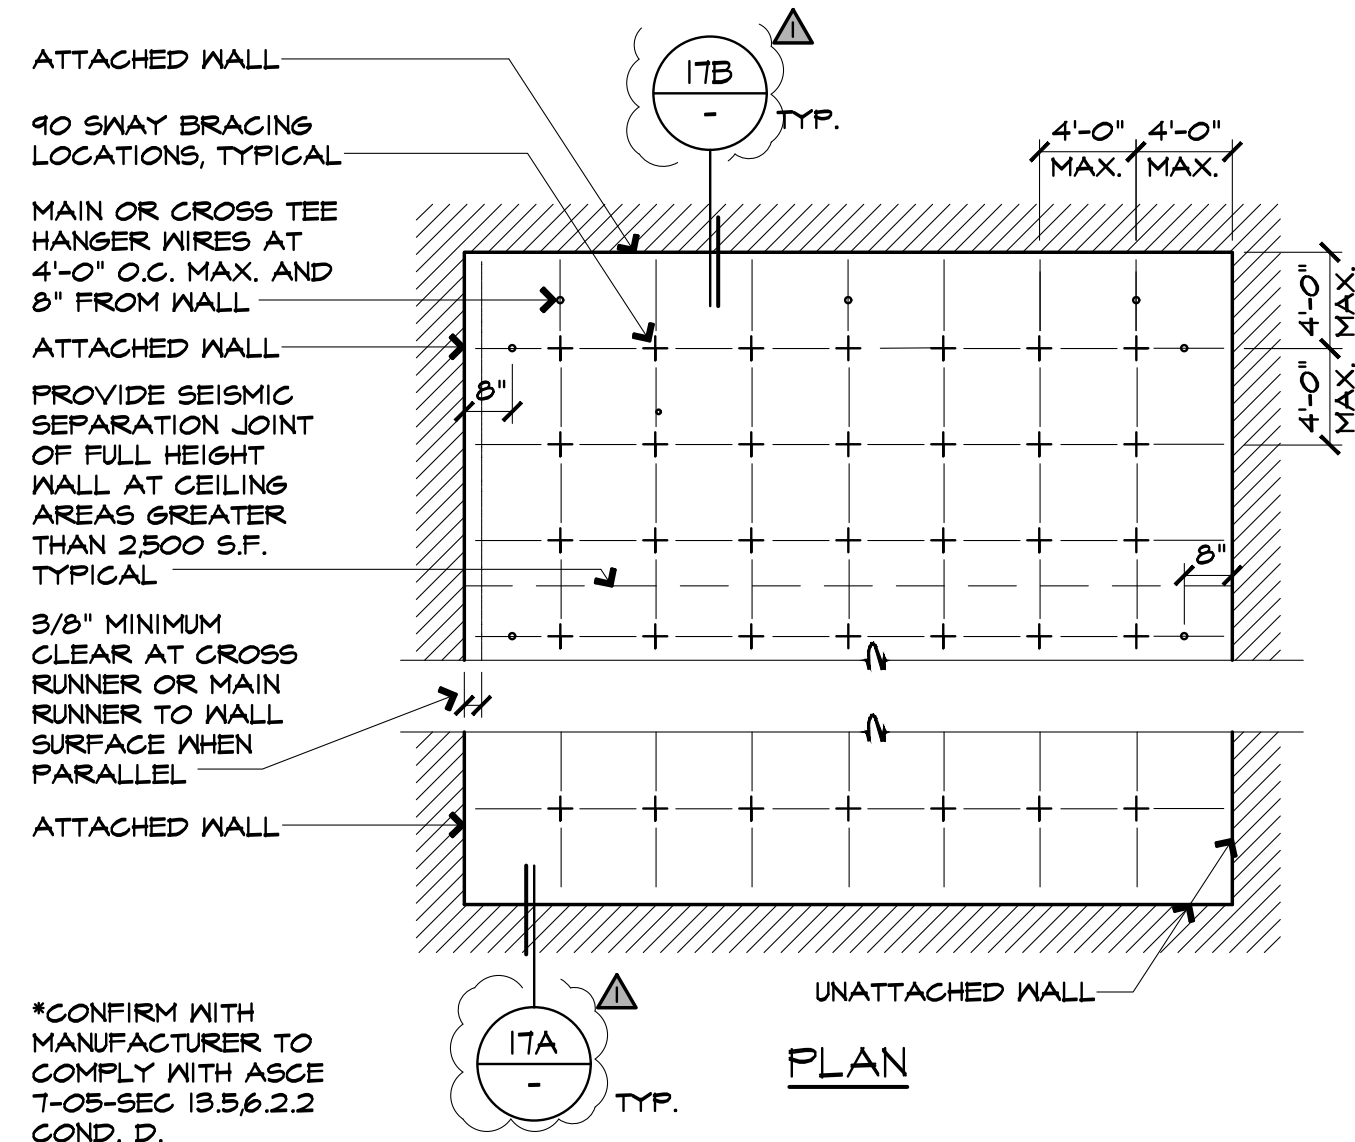 ATTACHED WALL
90 SWAY BRACING
LOCATIONS, TYPICAL
MAIN OR CROSS TEE
HANGER WIRES AT
4'-0" O.C. MAX. AND
8" FROM WALL
ATTACHED WALL
PROVIDE SEISMIC
SEPARATION JOINT
OF FULL HEIGHT
WALL AT CEILING
AREAS GREATER
THAN 2,500 S.F.
TYPICAL
3/8" MINIMUM
CLEAR AT CROSS
RUNNER OR MAIN
RUNNER TO WALL
SURFACE WHEN
PARALLEL
ATTACHED WALL
*CONFIRM WITH
MANUFACTURER TO
COMPLY WITH ASCE
7-05-SEC 13.5,6.2.2
COND. D.
17B
-
1
TYP.
4'-0"
MAX.
4'-0"
MAX.
4'-0"
MAX.
4'-0"
MAX.
8"
8"
17A
-
1
TYP.
UNATTACHED WALL
PLAN